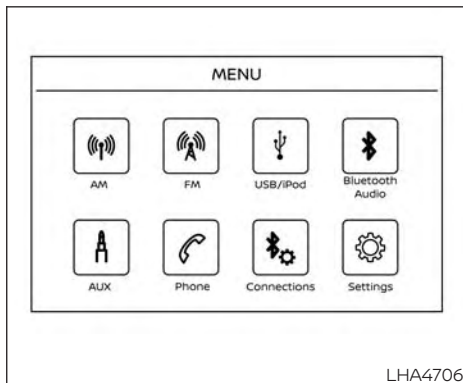 MENU
AM
FM
USB/iPod
Bluetooth
Audio
AUX
Phone
Connections
Settings
LHA4706